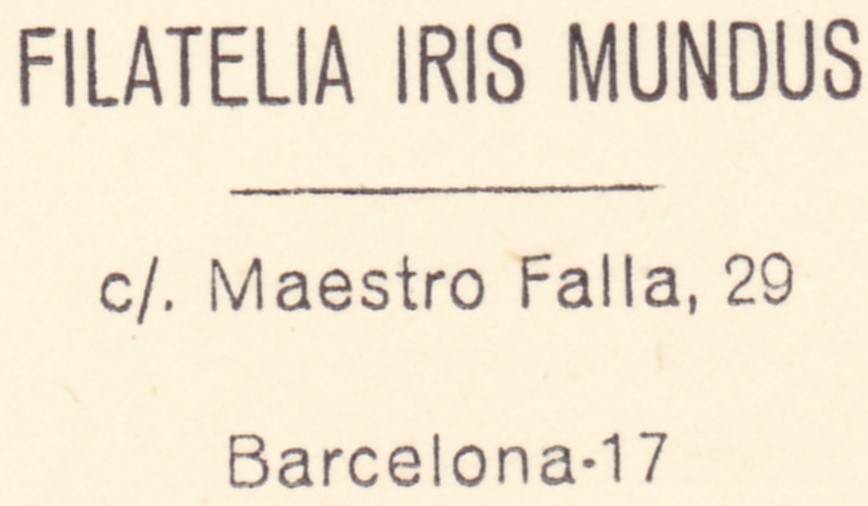 FILATELIA IRIS MUNDUS
c/. Maestro Falla, 29
Barcelona-17